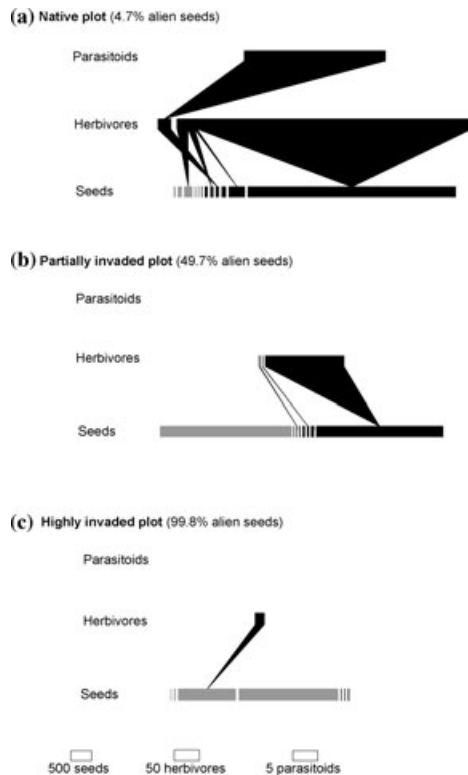 (a) Native plot (4.7% alien seeds)
Parasitoids
Herbivores
Seeds
(b) Partially invaded plot (49.7% alien seeds)
Parasitoids
Herbivores
Seeds
(c) Highly invaded plot (99.8% alien seeds)
Parasitoids
Herbivores
Seeds
500 seeds 50 herbivores 5 parasitoids